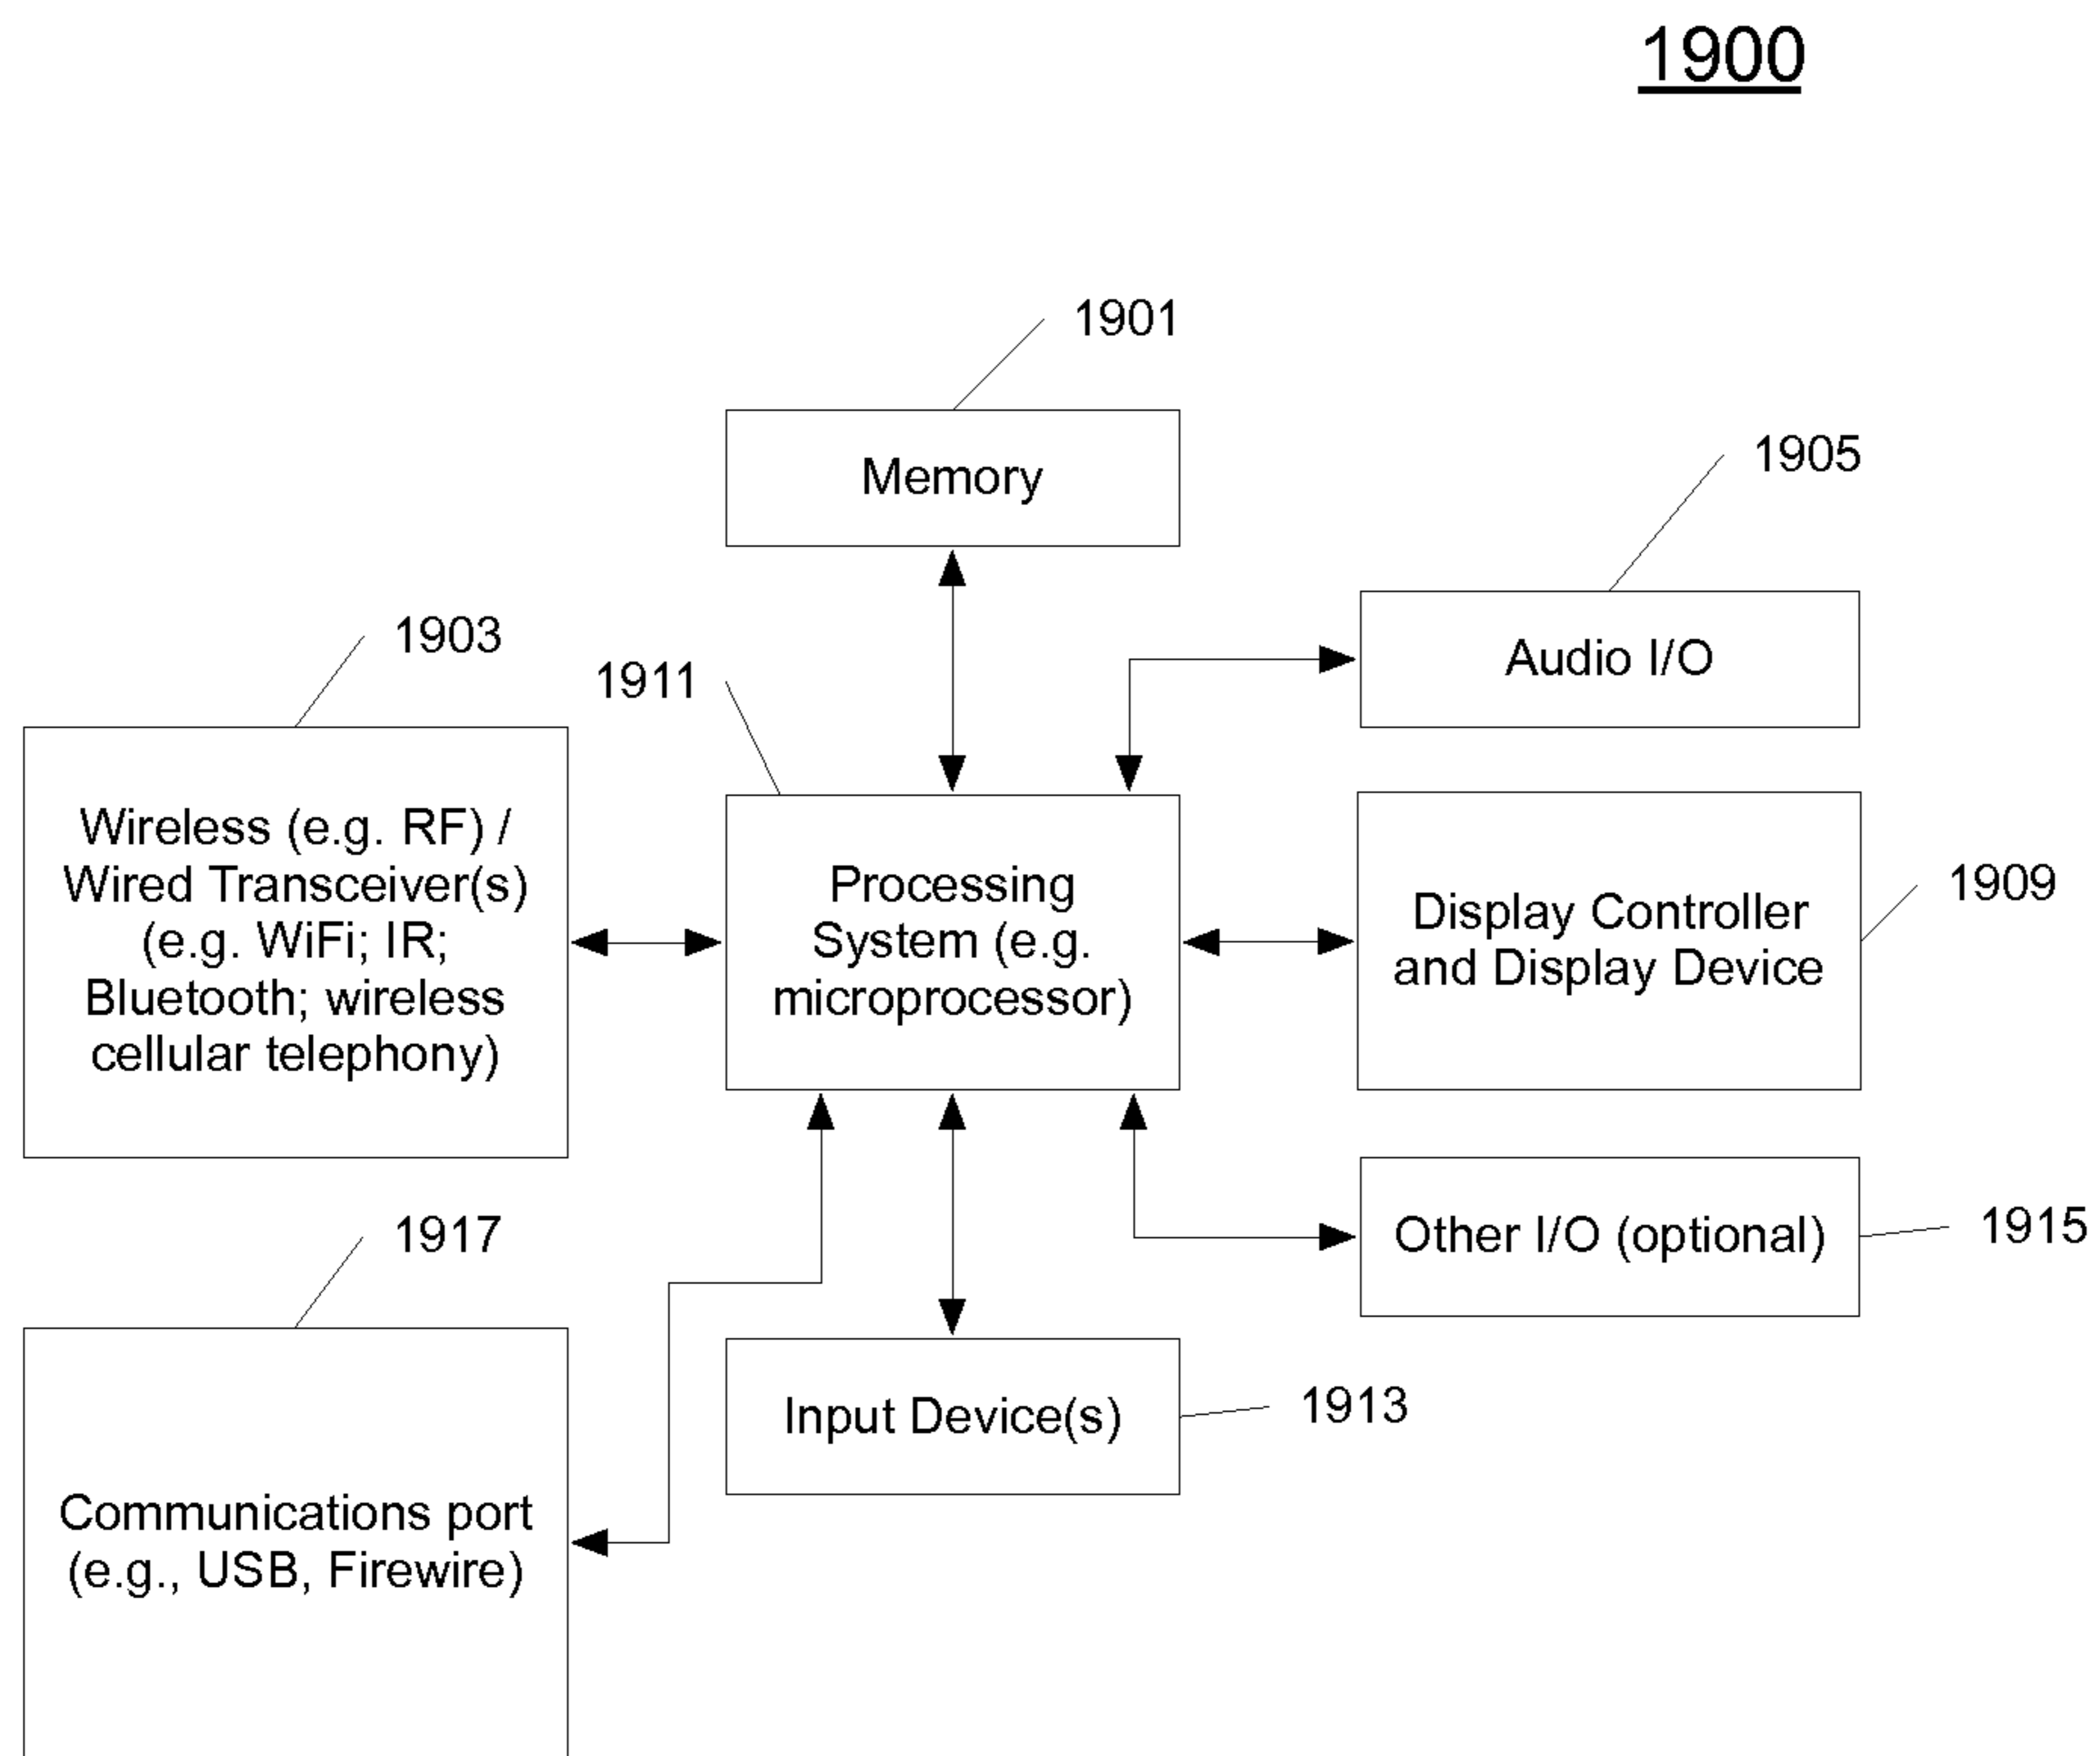 1900
1901
Memory
1905
Audio I/O
1903
1911
Wireless (e.g. RF) /
Wired Transceiver(s)
(e.g. WiFi; IR;
Bluetooth; wireless
cellular telephony)
Processing
System (e.g.
microprocessor)
Display Controller
and Display Device
1909
1917
Other I/O (optional)
1915
Input Device(s)
1913
Communications port
(e.g., USB, Firewire)